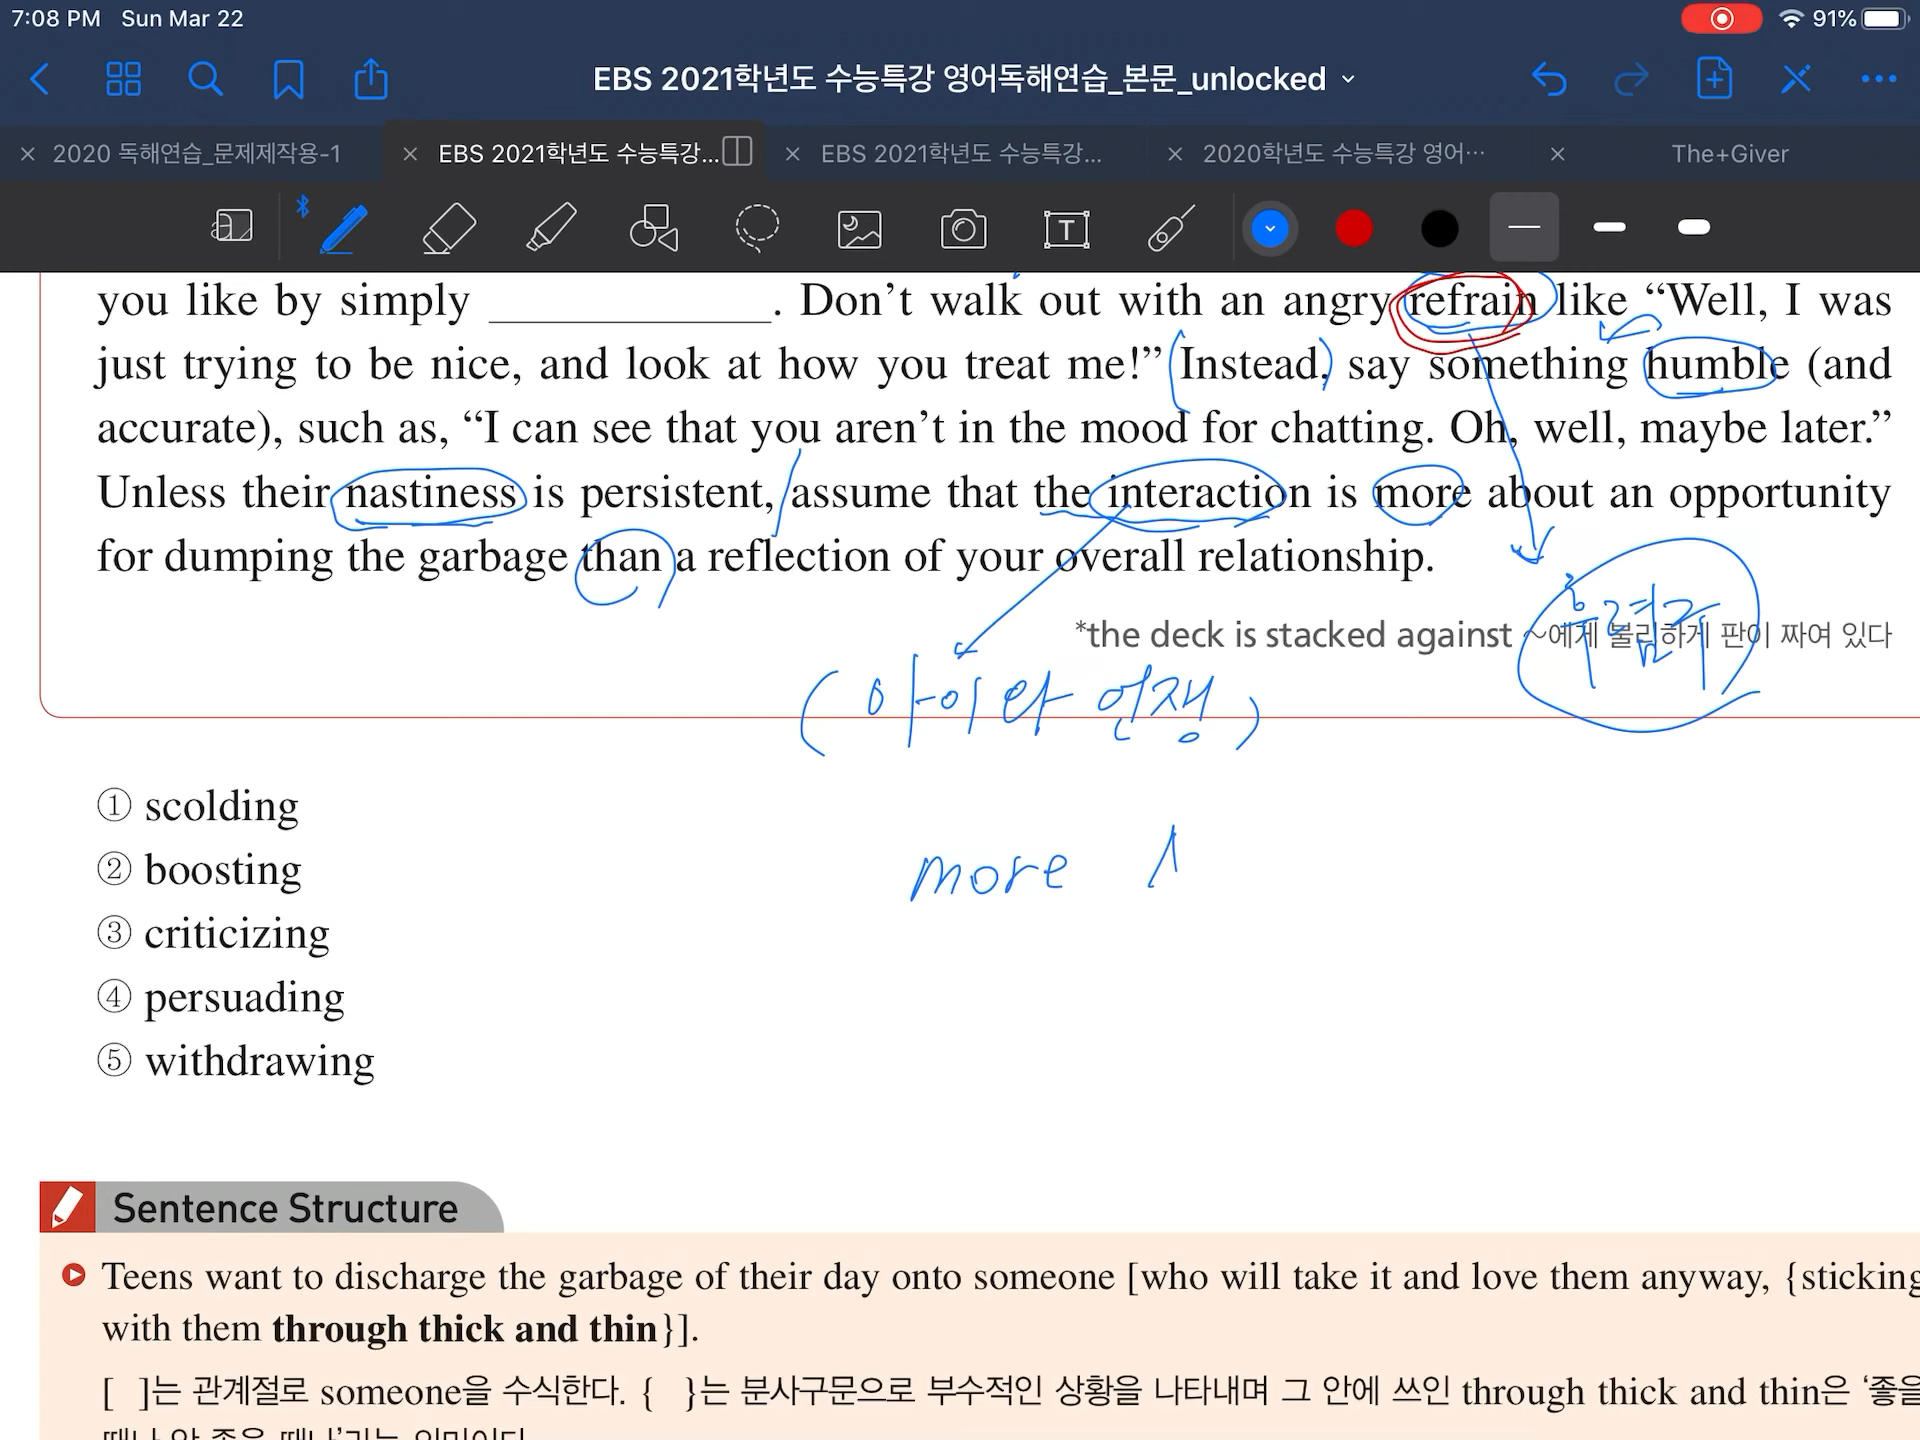 7:08 PM Sun Mar 22
91%
EBS 2021학년도 수능특강 영어독해연습_본문_unlocked
2020 독해연습_문제제작용-1
EBS 2021학년도 수능특강...
EBS 2021학년도 수능특강...
2020학년도 수능특강 영어…
The+Giver
you like by simply ____________. Don’t walk out with an angry refrain like “Well, I was
just trying to be nice, and look at how you treat me!” Instead, say something humble (and
accurate), such as, “I can see that you aren’t in the mood for chatting. Oh, well, maybe later.”
Unless their nastiness is persistent, assume that the interaction is more about an opportunity
for dumping the garbage than a reflection of your overall relationship.
*the deck is stacked against ~에게 불리하게 판이 짜여 있다
후렴구
(아이와 언쟁)
more
① scolding
② boosting
③ criticizing
④ persuading
⑤ withdrawing
Sentence Structure
Teens want to discharge the garbage of their day onto someone [who will take it and love them anyway, {sticking
with them through thick and thin}].
[ ]는 관계절로 someone을 수식한다. { }는 분사구문으로 부수적인 상황을 나타내며 그 안에 쓰인 through thick and thin은 ‘좋을